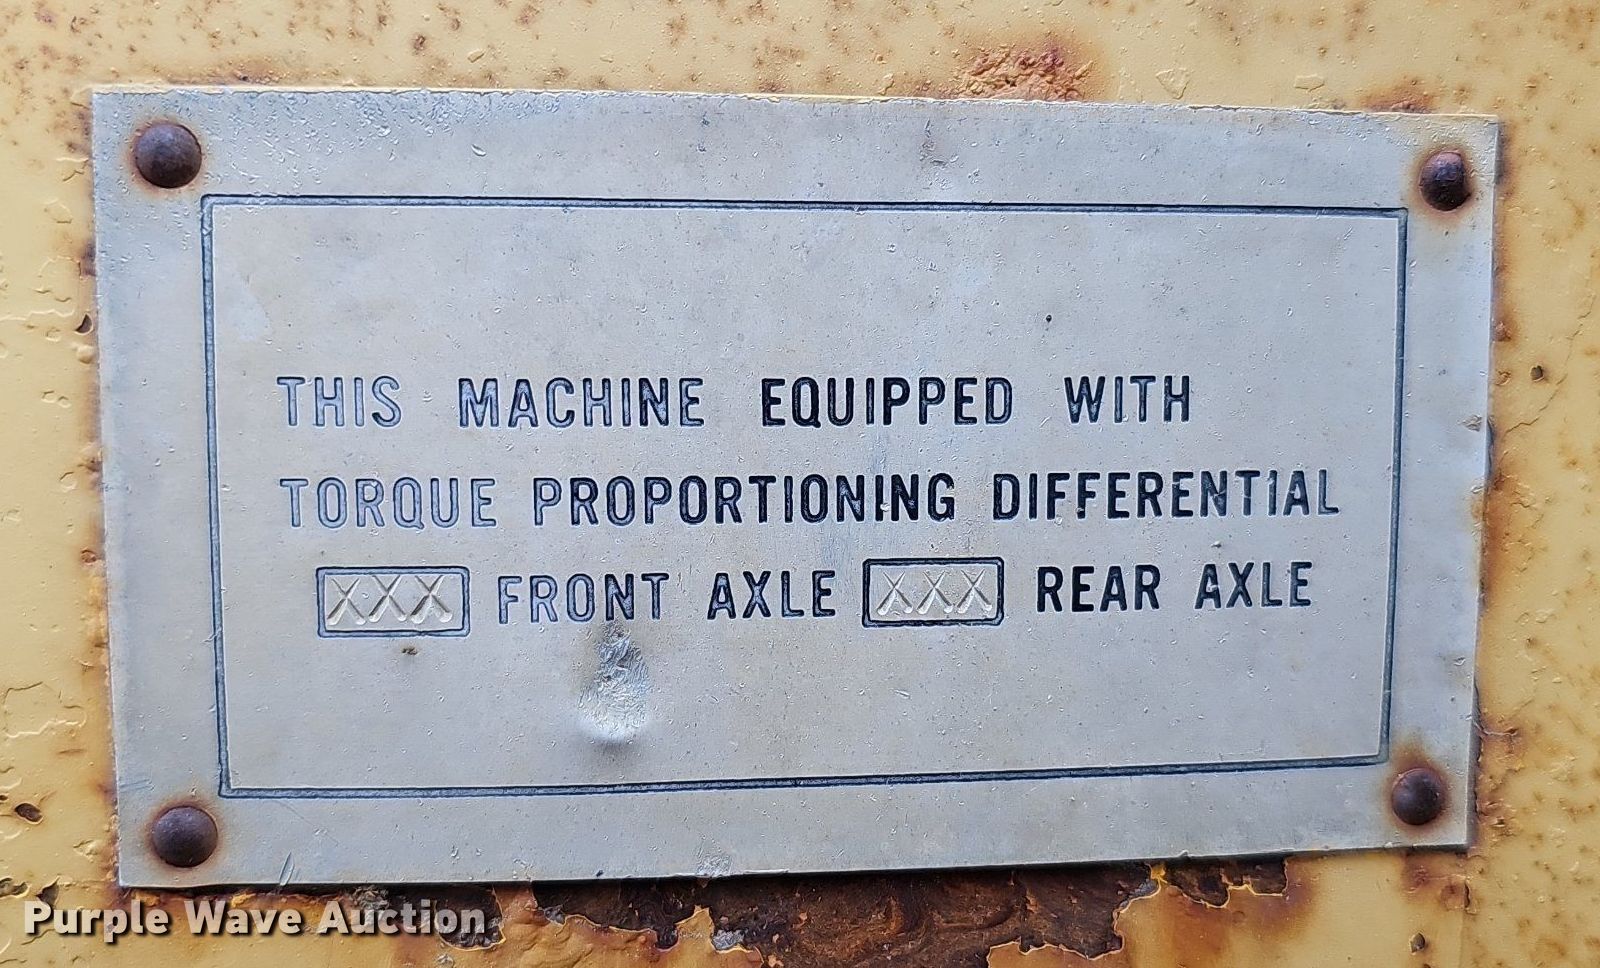 THIS MACHINE EQUIPPED WITH
TORQUE PROPORTIONING DIFFERENTIAL
XXX FRONT AXLE XXX REAR AXLE
Purple Wave Auction